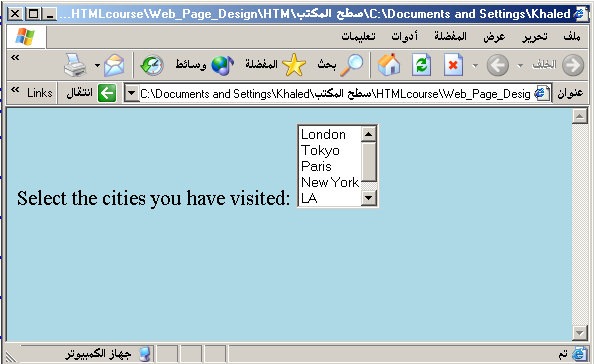 ...HTMLcourse\Web_Page_Design\HTM\سطح المكتب\C:\Documents and Settings\Khaled
ملف تحرير عرض المفضلة أدوات تعليمات
الخلف بحث المفضلة وسائط »
عنوان C:\Documents and Settings\Khaled\سطح المكتب\HTMLcourse\Web_Page_Desig انتقال Links »
London
Tokyo
Paris
New York
Select the cities you have visited: LA
تم جهاز الكمبيوتر